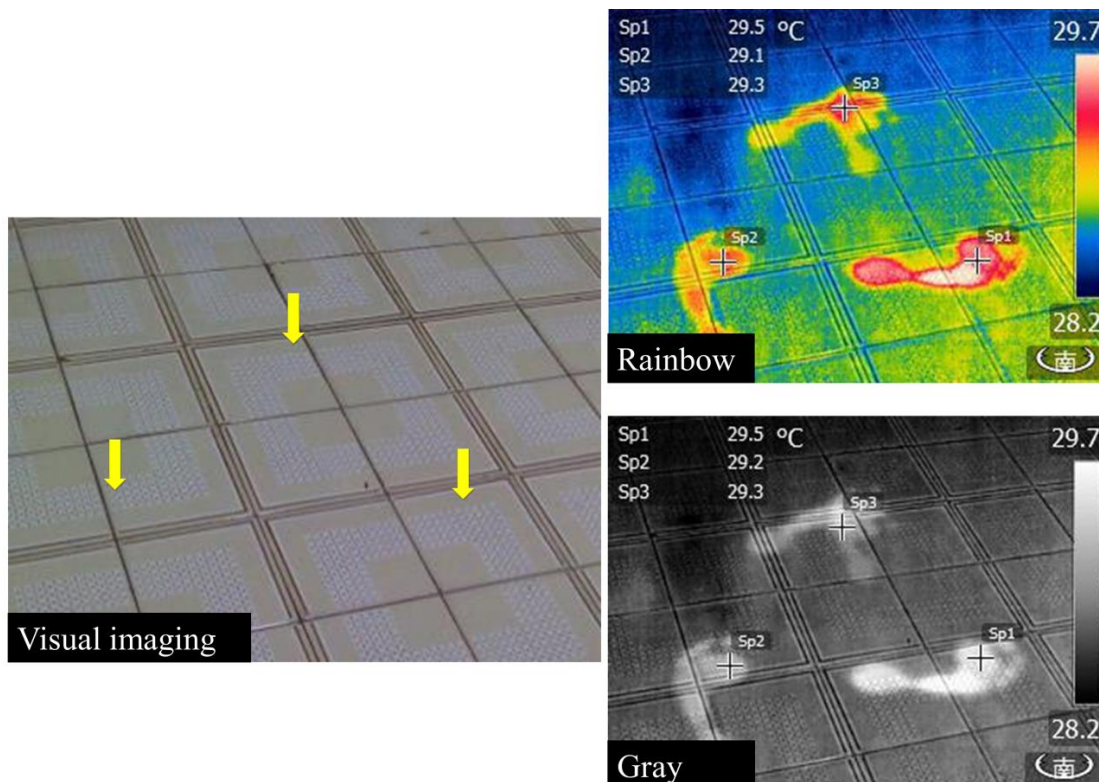 Visual imaging
Sp1 29.5 °C
Sp2 29.1
Sp3 29.3
29.7
Sp3
Sp2
Sp1
28.2
南
Rainbow
Sp1 29.5 °C
Sp2 29.2
Sp3 29.3
29.7
Sp3
Sp2
Sp1
28.2
南
Gray